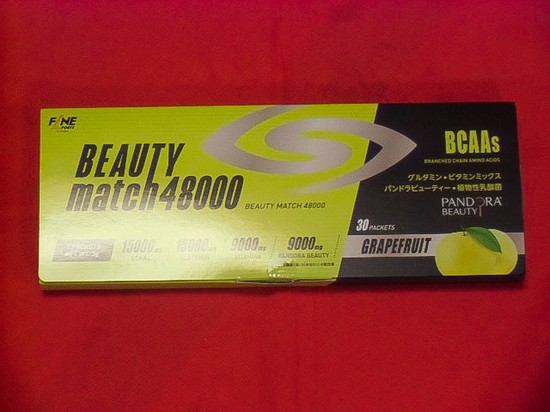 FINE
SPORTS
BEAUTY
match48000
BEAUTY MATCH 48000
15000mg
15000mg
9000mg
9000mg
PANDORA BEAUTY
BCAAs
BRANCHED CHAIN AMINO ACIDS
グルタミン・ビタミンミックス
パンドラビューティー・植物性乳酸菌
PANDORA
BEAUTY
30 PACKETS
GRAPEFRUIT